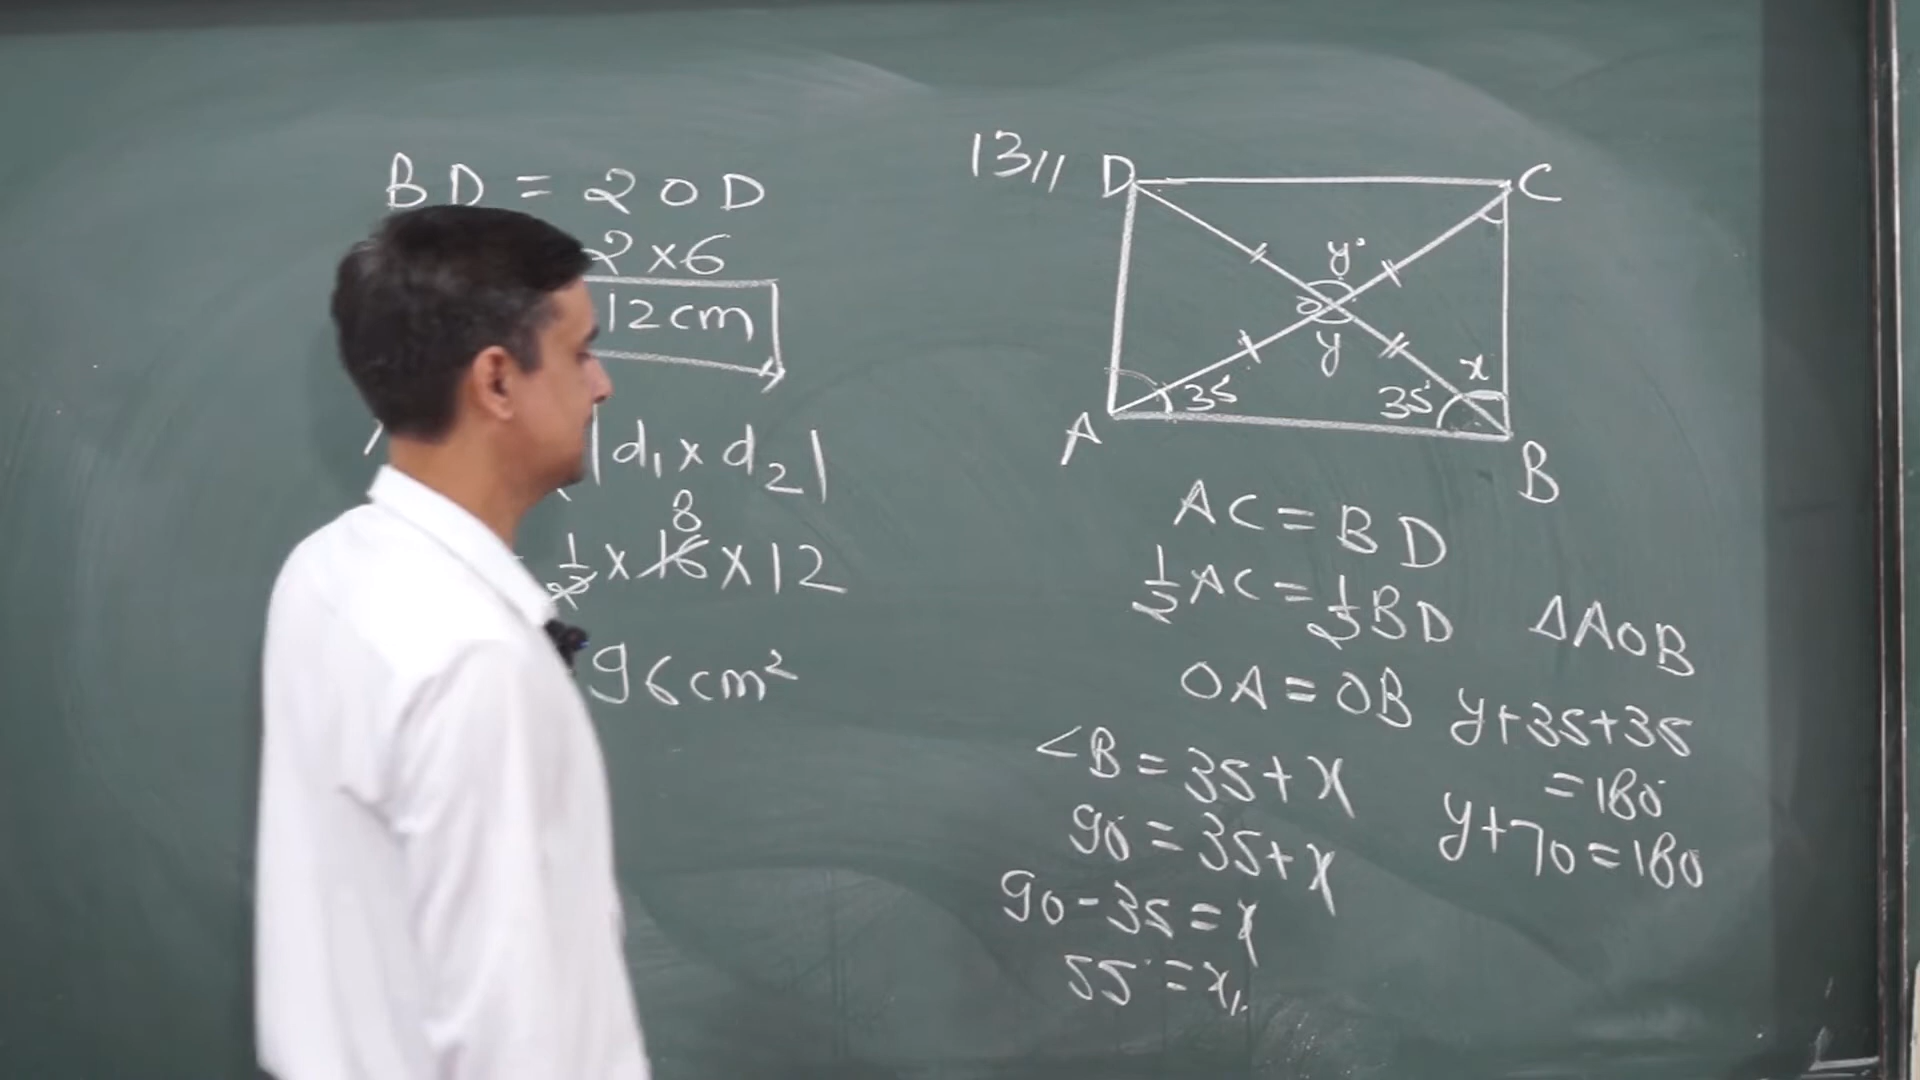 BD = 2OD
2×6
12cm
|d₁×d₂|
8
1/2×16×12
96cm²
13//
D C
y°
O
y
x
35 35°
A B
AC=BD
1/2AC=1/2BD
OA=OB
∠B=35+x
90=35+x
90-35=x
55°=x//
ΔAOB
y+35+35
=180°
y+70=180